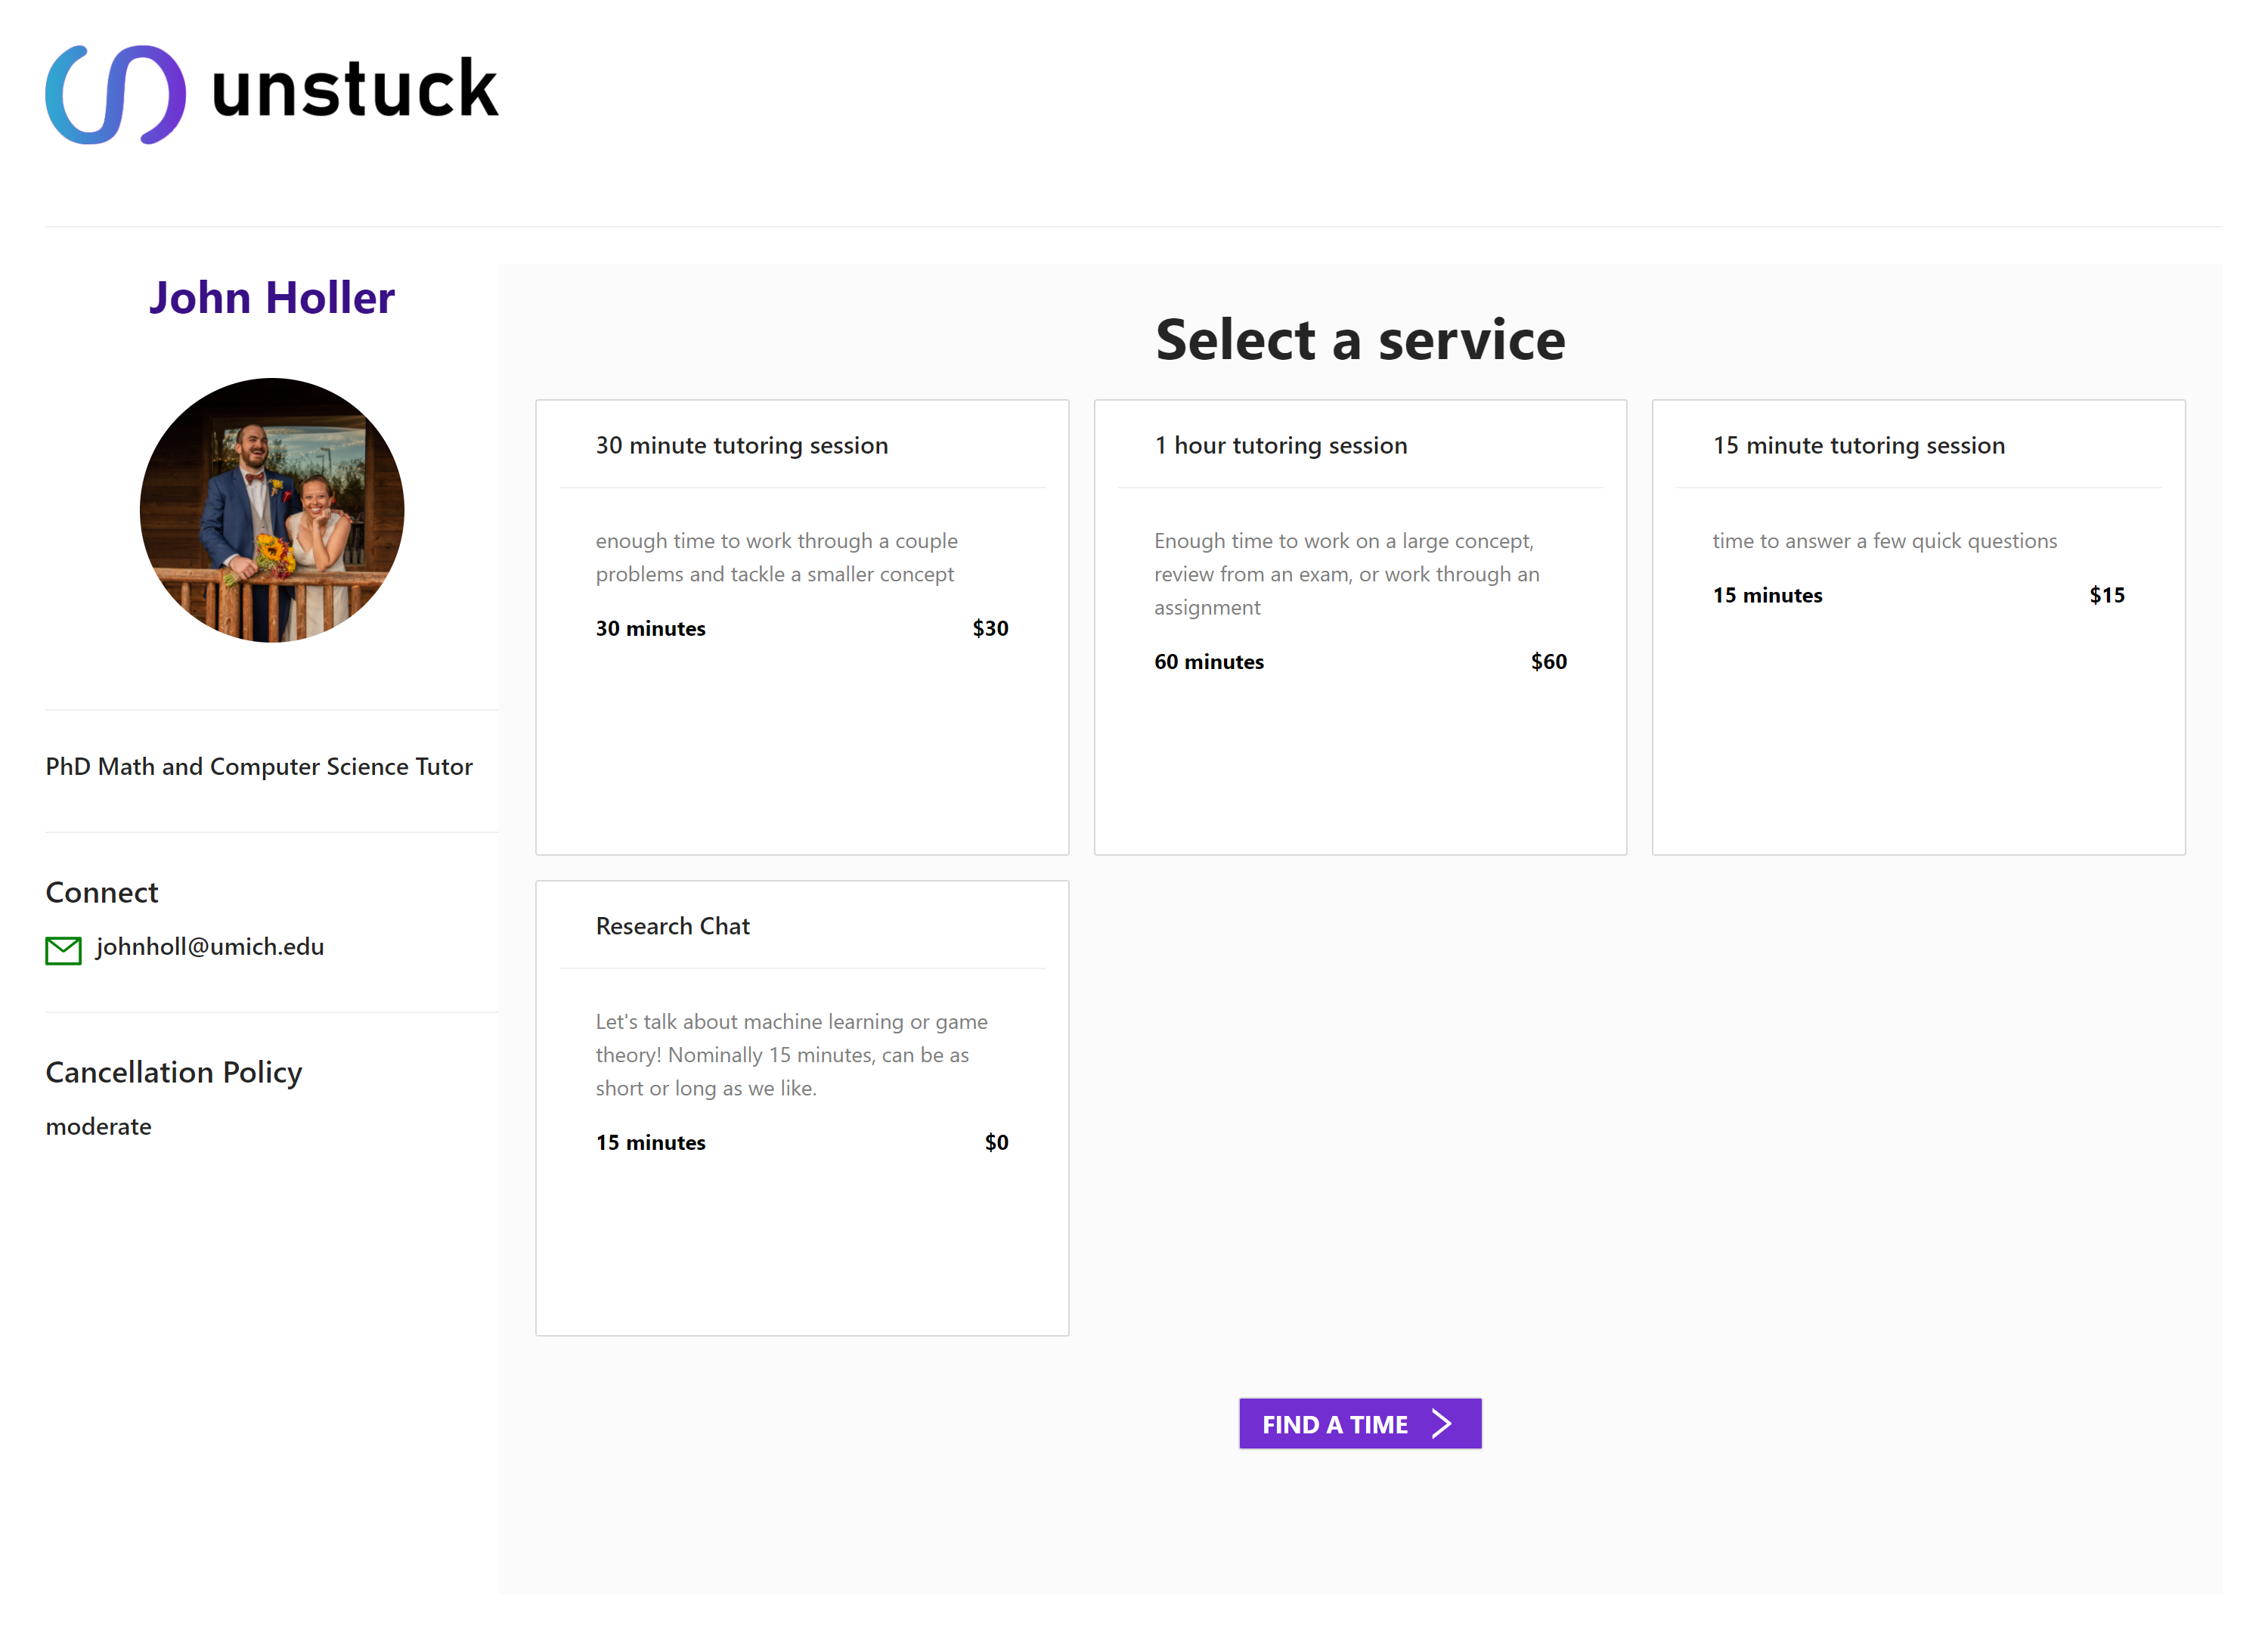 unstuck
John Holler
PhD Math and Computer Science Tutor
Connect
johnholl@umich.edu
Cancellation Policy
moderate
Select a service
30 minute tutoring session
enough time to work through a couple
problems and tackle a smaller concept
30 minutes $30
1 hour tutoring session
Enough time to work on a large concept,
review from an exam, or work through an
assignment
60 minutes $60
15 minute tutoring session
time to answer a few quick questions
15 minutes $15
Research Chat
Let's talk about machine learning or game
theory! Nominally 15 minutes, can be as
short or long as we like.
15 minutes $0
FIND A TIME